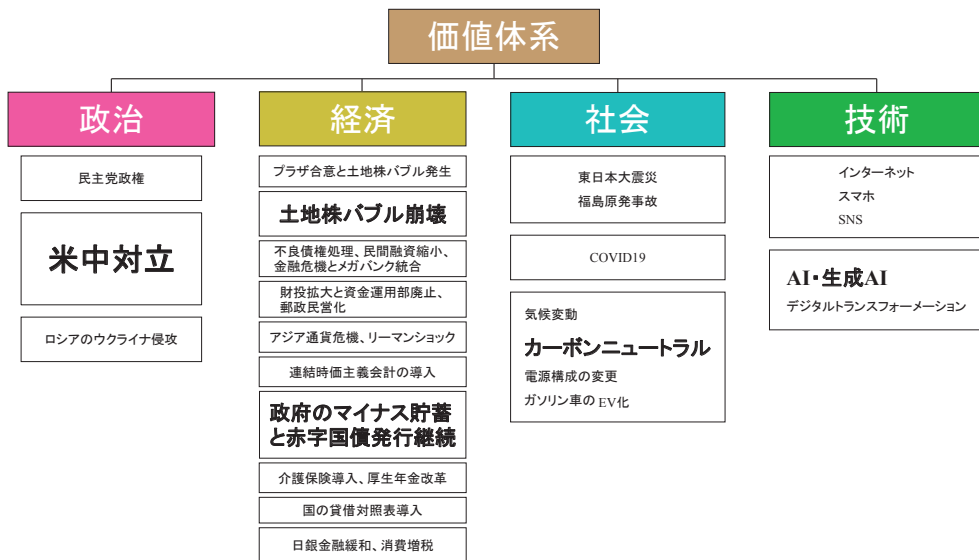 価値体系
政治
民主党政権
米中対立
ロシアのウクライナ侵攻
経済
プラザ合意と土地株バブル発生
土地株バブル崩壊
不良債権処理、民間融資縮小、
金融危機とメガバンク統合
財投拡大と資金運用部廃止、
郵政民営化
アジア通貨危機、リーマンショック
連結時価主義会計の導入
政府のマイナス貯蓄
と赤字国債発行継続
介護保険導入、厚生年金改革
国の貸借対照表導入
日銀金融緩和、消費増税
社会
東日本大震災
福島原発事故
COVID19
気候変動
カーボンニュートラル
電源構成の変更
ガソリン車のEV化
技術
インターネット
スマホ
SNS
AI・生成AI
デジタルトランスフォーメーション